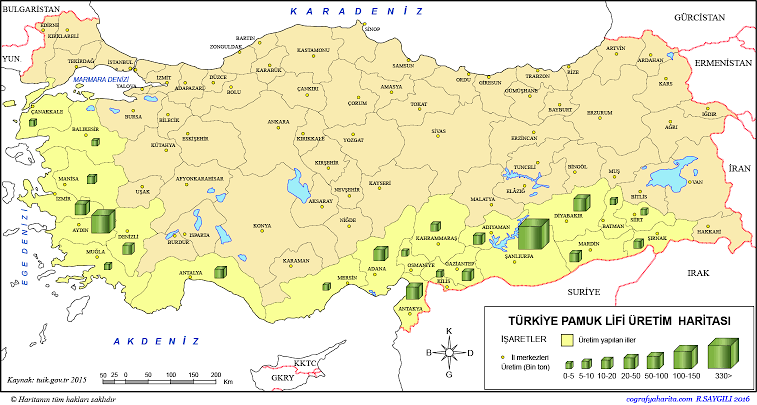 KARADENİZ
BULGARİSTAN
GÜRCİSTAN
ERMENİSTAN
YUN.
İRAN
IRAK
SURİYE
MARMARA DENİZİ
EGE DENİZİ
AKDENİZ
KKTC
GKRY
EDİRNE
KIRKLARELİ
TEKİRDAĞ
İSTANBUL
YALOVA
İZMİT
ADAPAZARI
DÜZCE
BOLU
ZONGULDAK
BARTIN
KARABÜK
KASTAMONU
SİNOP
SAMSUN
ORDU
GİRESUN
TRABZON
RİZE
ARTVİN
ARDAHAN
KARS
IĞDIR
AĞRI
ÇANKIRI
ÇORUM
AMASYA
TOKAT
GÜMÜŞHANE
BAYBURT
ERZURUM
ERZİNCAN
ÇANAKKALE
BALIKESİR
BURSA
BİLECİK
ESKİŞEHİR
KÜTAHYA
ANKARA
KIRIKKALE
YOZGAT
SİVAS
KIRŞEHİR
TUNCELİ
BİNGÖL
MUŞ
ELAZIĞ
VAN
BİTLİS
MANİSA
UŞAK
AFYONKARAHİSAR
AKSARAY
NEVŞEHİR
KAYSERİ
MALATYA
İZMİR
AYDIN
DENİZLİ
MUĞLA
BURDUR
ISPARTA
KONYA
NİĞDE
KARAMAN
ANTALYA
MERSİN
ADANA
OSMANİYE
KAHRAMMARAŞ
ADIYAMAN
GAZİANTEP
KİLİS
ANTAKYA
ŞANLIURFA
DİYABAKIR
BATMAN
SİİRT
MARDİN
ŞIRNAK
HAKKARİ
K
B
D
G
TÜRKİYE PAMUK LİFİ ÜRETİM HARİTASI
İŞARETLER
Üretim yapılan iller
İl merkezleri
Üretim (Bin ton)
0-5 5-10 10-20 20-50 50-100 100-150 330>
Kaynak: tuik.gov.tr 2015
50 25 0 50 100 150 200
Km
© Haritanın tüm hakları saklıdır
cografyaharita.com R.SAYGILI 2016